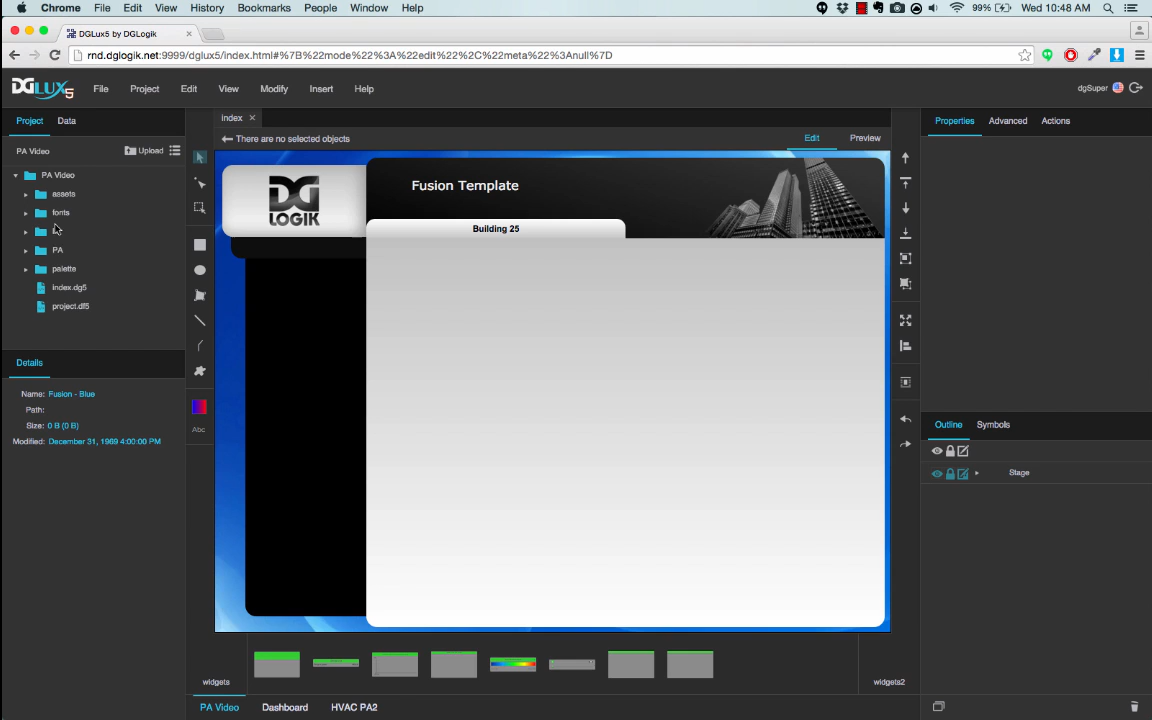 Chrome File Edit View History Bookmarks People Window Help 99% Wed 10:48 AM
DGLux5 by DGLogik
rnd.dglogik.net:9999/dglux5/index.html#%7B%22mode%22%3A%22edit%22%2C%22meta%22%3Anull%7D
DGLUX5 File Project Edit View Modify Insert Help dgSuper
Project Data index Properties Advanced Actions
PA Video Upload There are no selected objects Edit Preview
PA Video
assets
fonts
PA
palette
index.dg5
project.df5
DG LOGIK
Fusion Template
Building 25
Details
Name: Fusion - Blue
Path:
Size: 0 B (0 B)
Modified: December 31, 1969 4:00:00 PM
Abc
Outline Symbols
Stage
widgets widgets2
PA Video Dashboard HVAC PA2